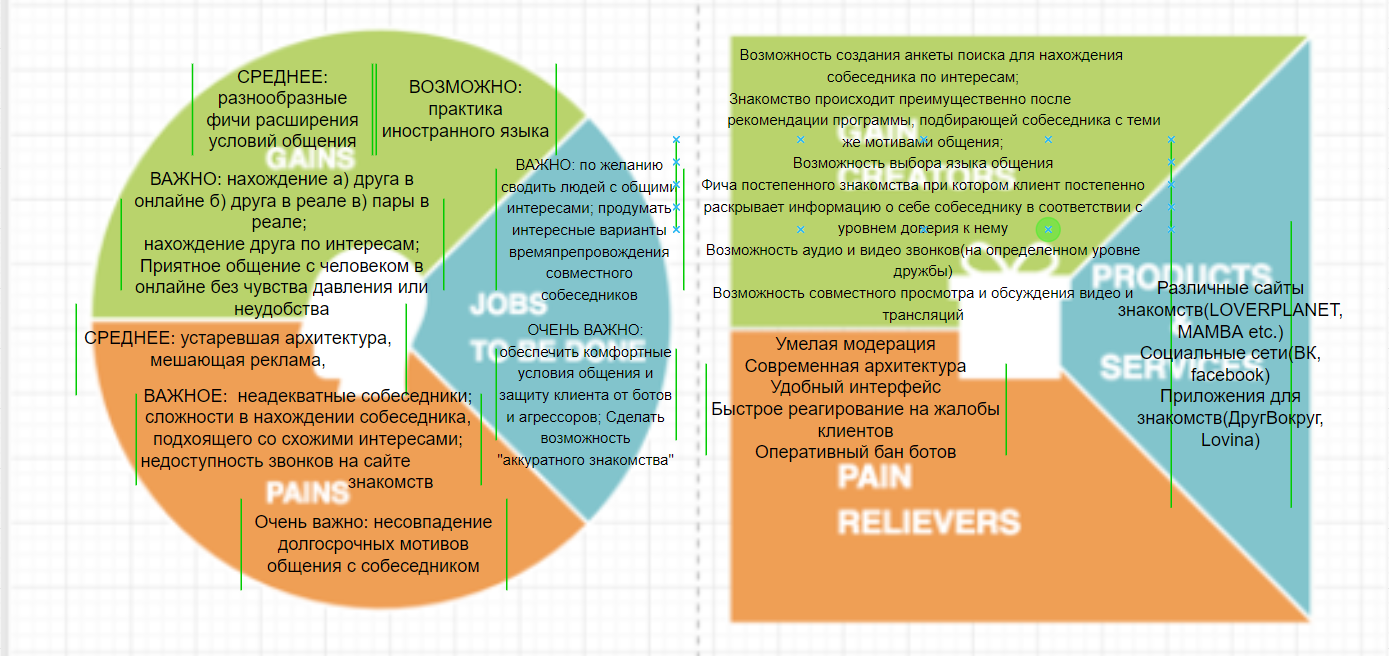 СРЕДНЕЕ:
разнообразные
фичи расширения
условий общения
ВОЗМОЖНО:
практика
иностранного языка
GAINS
ВАЖНО: нахождение а) друга в
онлайне б) друга в реале в) пары в
реале;
нахождение друга по интересам;
Приятное общение с человеком в
онлайне без чувства давления или
неудобства
ВАЖНО: по желанию
сводить людей с общими
интересами; продумать
интересные варианты
времяпрепровождения
совместного
собеседников
JOBS
TO BE DONE
ОЧЕНЬ ВАЖНО:
обеспечить комфортные
условия общения и
защиту клиента от ботов
и агрессоров; Сделать
возможность
"аккуратного знакомства"
СРЕДНЕЕ: устаревшая архитектура,
мешающая реклама,
ВАЖНОЕ: неадекватные собеседники;
сложности в нахождении собеседника,
подхоящего со схожими интересами;
недоступность звонков на сайте
знакомств
PAINS
Очень важно: несовпадение
долгосрочных мотивов
общения с собеседником
Возможность создания анкеты поиска для нахождения
собеседника по интересам;
Знакомство происходит преимущественно после
рекомендации программы, подбирающей собеседника с теми
же мотивами общения;
Возможность выбора языка общения
Фича постепенного знакомства при котором клиент постепенно
раскрывает информацию о себе собеседнику в соответствии с
уровнем доверия к нему
Возможность аудио и видео звонков(на определенном уровне
дружбы)
Возможность совместного просмотра и обсуждения видео и
трансляций
GAIN
CREATORS
Умелая модерация
Современная архитектура
Удобный интерфейс
Быстрое реагирование на жалобы
клиентов
Оперативный бан ботов
PAIN
RELIEVERS
PRODUCTS
&
SERVICES
Различные сайты
знакомств(LOVERPLANET,
MAMBA etc.)
Социальные сети(ВК,
facebook)
Приложения для
знакомств(ДругВокруг,
Lovina)